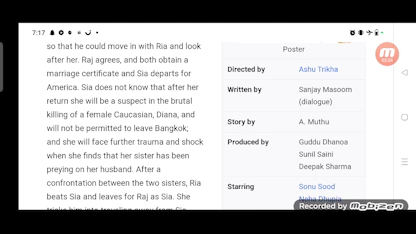 7:17
so that he could move in with Ria and look
after her. Raj agrees, and both obtain a
marriage certificate and Sia departs for
America. Sia does not know that after her
return she will be a suspect in the brutal
killing of a female Caucasian, Diana, and
will not be permitted to leave Bangkok;
and she will face further trauma and shock
when she finds that her sister has been
preying on her husband. After a
confrontation between the two sisters, Ria
beats Sia and leaves for Raj as Sia. She
Poster
Directed by Ashu Trikha
Written by Sanjay Masoom
(dialogue)
Story by A. Muthu
Produced by Guddu Dhanoa
Sunil Saini
Deepak Sharma
Starring Sonu Sood
Neha Dhupia
Recorded by Mobizen